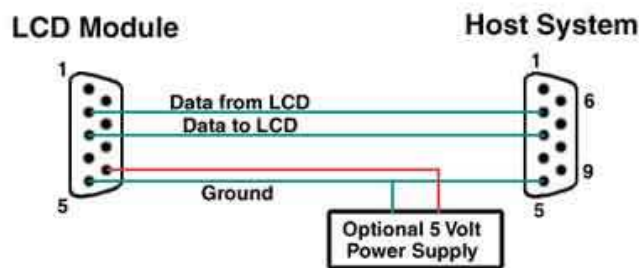 LCD Module
Host System
1
1
6
Data from LCD
Data to LCD
9
Ground
5
5
Optional 5 Volt
Power Supply